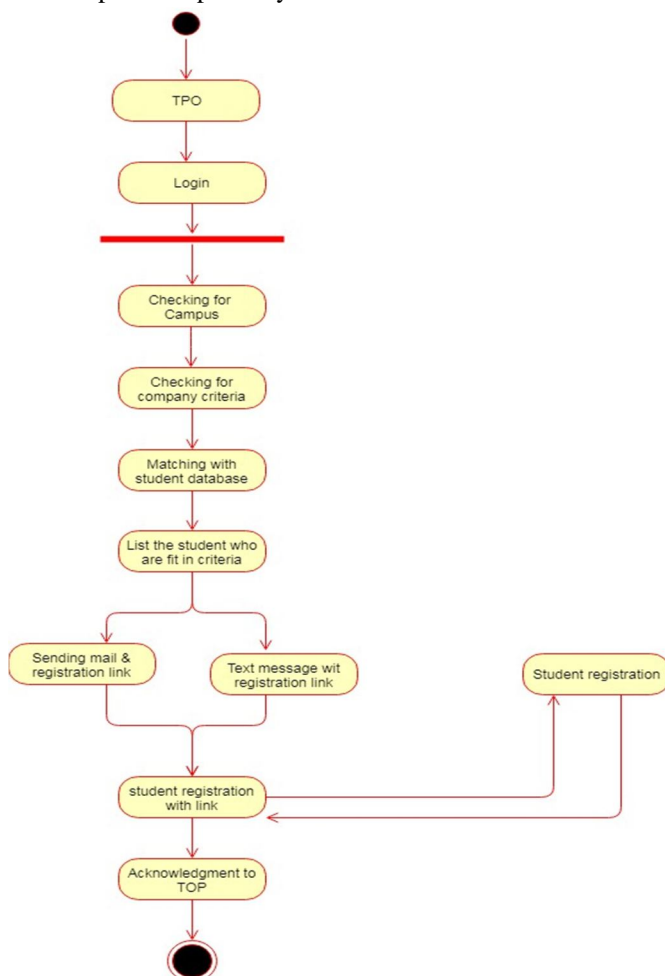 TPO
Login
Checking for
Campus
Checking for
company criteria
Matching with
student database
List the student who
are fit in criteria
Sending mail &
registration link
Text message wit
registration link
Student registration
student registration
with link
Acknowledgment to
TOP